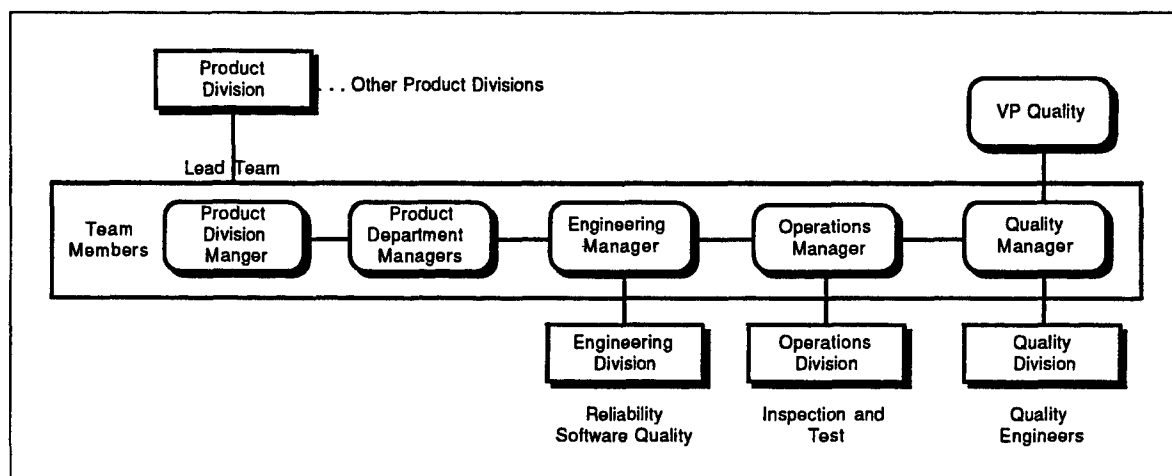 Product
Division
. . . Other Product Divisions
VP Quality
Lead Team
Team
Members
Product
Division
Manger
Product
Department
Managers
Engineering
Manager
Operations
Manager
Quality
Manager
Engineering
Division
Operations
Division
Quality
Division
Reliability
Software Quality
Inspection and
Test
Quality
Engineers